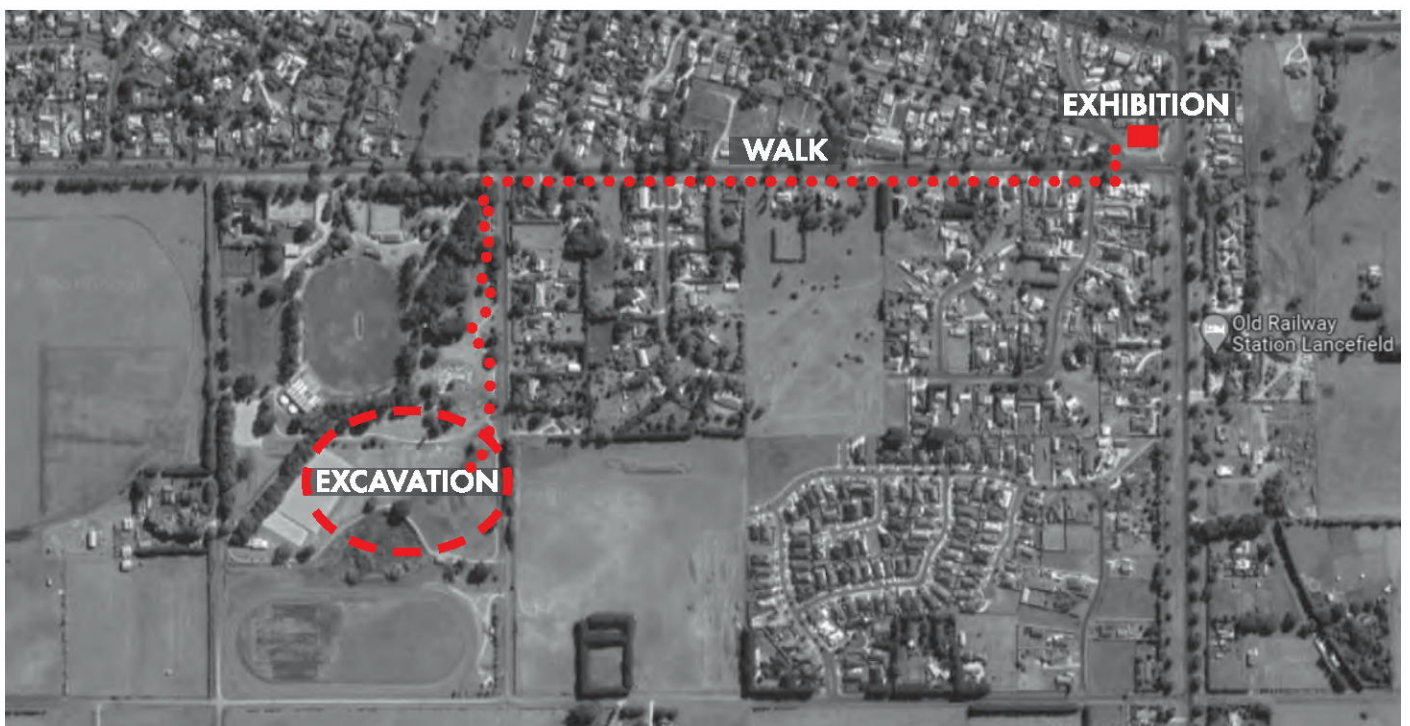 EXHIBITION
WALK
Old Railway
Station Lancefield
EXCAVATION